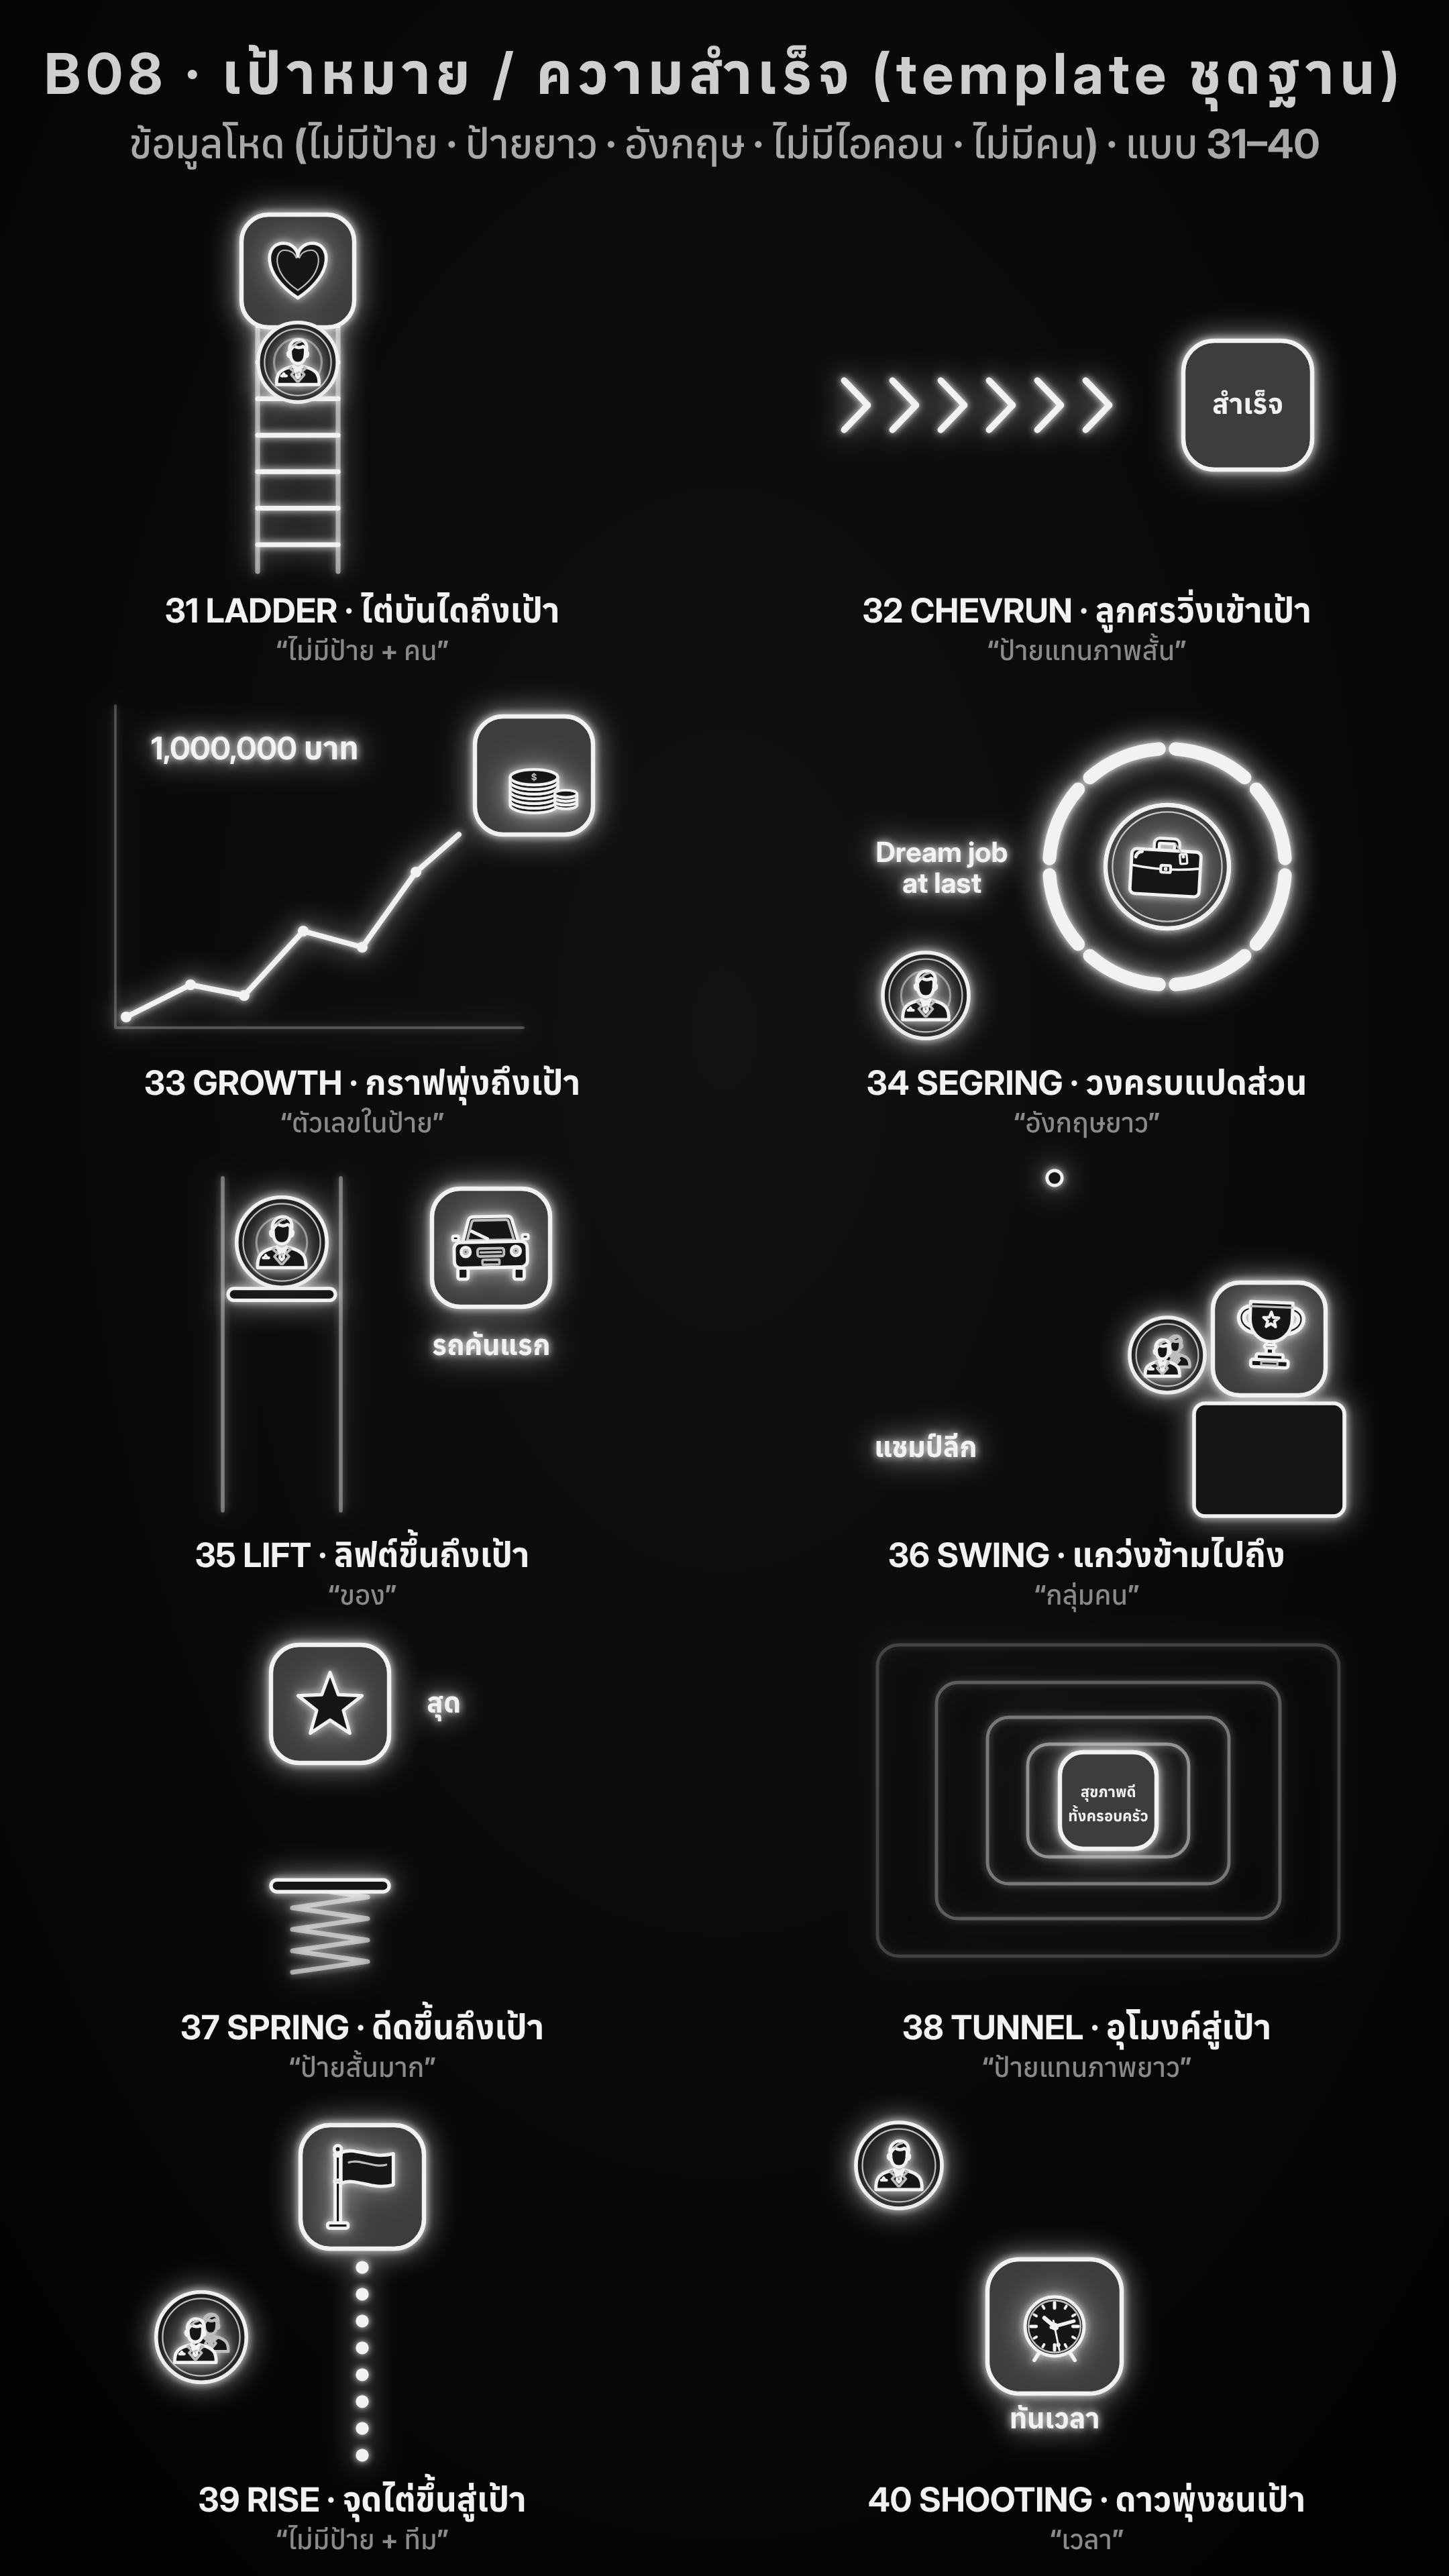 B08 · เป้าหมาย / ความสำเร็จ (template ชุดฐาน)
ข้อมูลโหด (ไม่มีป้าย · ป้ายยาว · อังกฤษ · ไม่มีไอคอน · ไม่มีคน) · แบบ 31–40
สำเร็จ
31 LADDER · ไต่บันไดถึงเป้า
“ไม่มีป้าย + คน”
32 CHEVRUN · ลูกศรวิ่งเข้าเป้า
“ป้ายแทนภาพสั้น”
1,000,000 บาท
$
Dream job
at last
33 GROWTH · กราฟพุ่งถึงเป้า
“ตัวเลขในป้าย”
34 SEGRING · วงครบแปดส่วน
“อังกฤษยาว”
รถคันแรก
แชมป์ลีก
35 LIFT · ลิฟต์ขึ้นถึงเป้า
“ของ”
36 SWING · แกว่งข้ามไปถึง
“กลุ่มคน”
สุด
สุขภาพดี
ทั้งครอบครัว
37 SPRING · ดีดขึ้นถึงเป้า
“ป้ายสั้นมาก”
38 TUNNEL · อุโมงค์สู่เป้า
“ป้ายแทนภาพยาว”
ทันเวลา
39 RISE · จุดไต่ขึ้นสู่เป้า
“ไม่มีป้าย + ทีม”
40 SHOOTING · ดาวพุ่งชนเป้า
“เวลา”